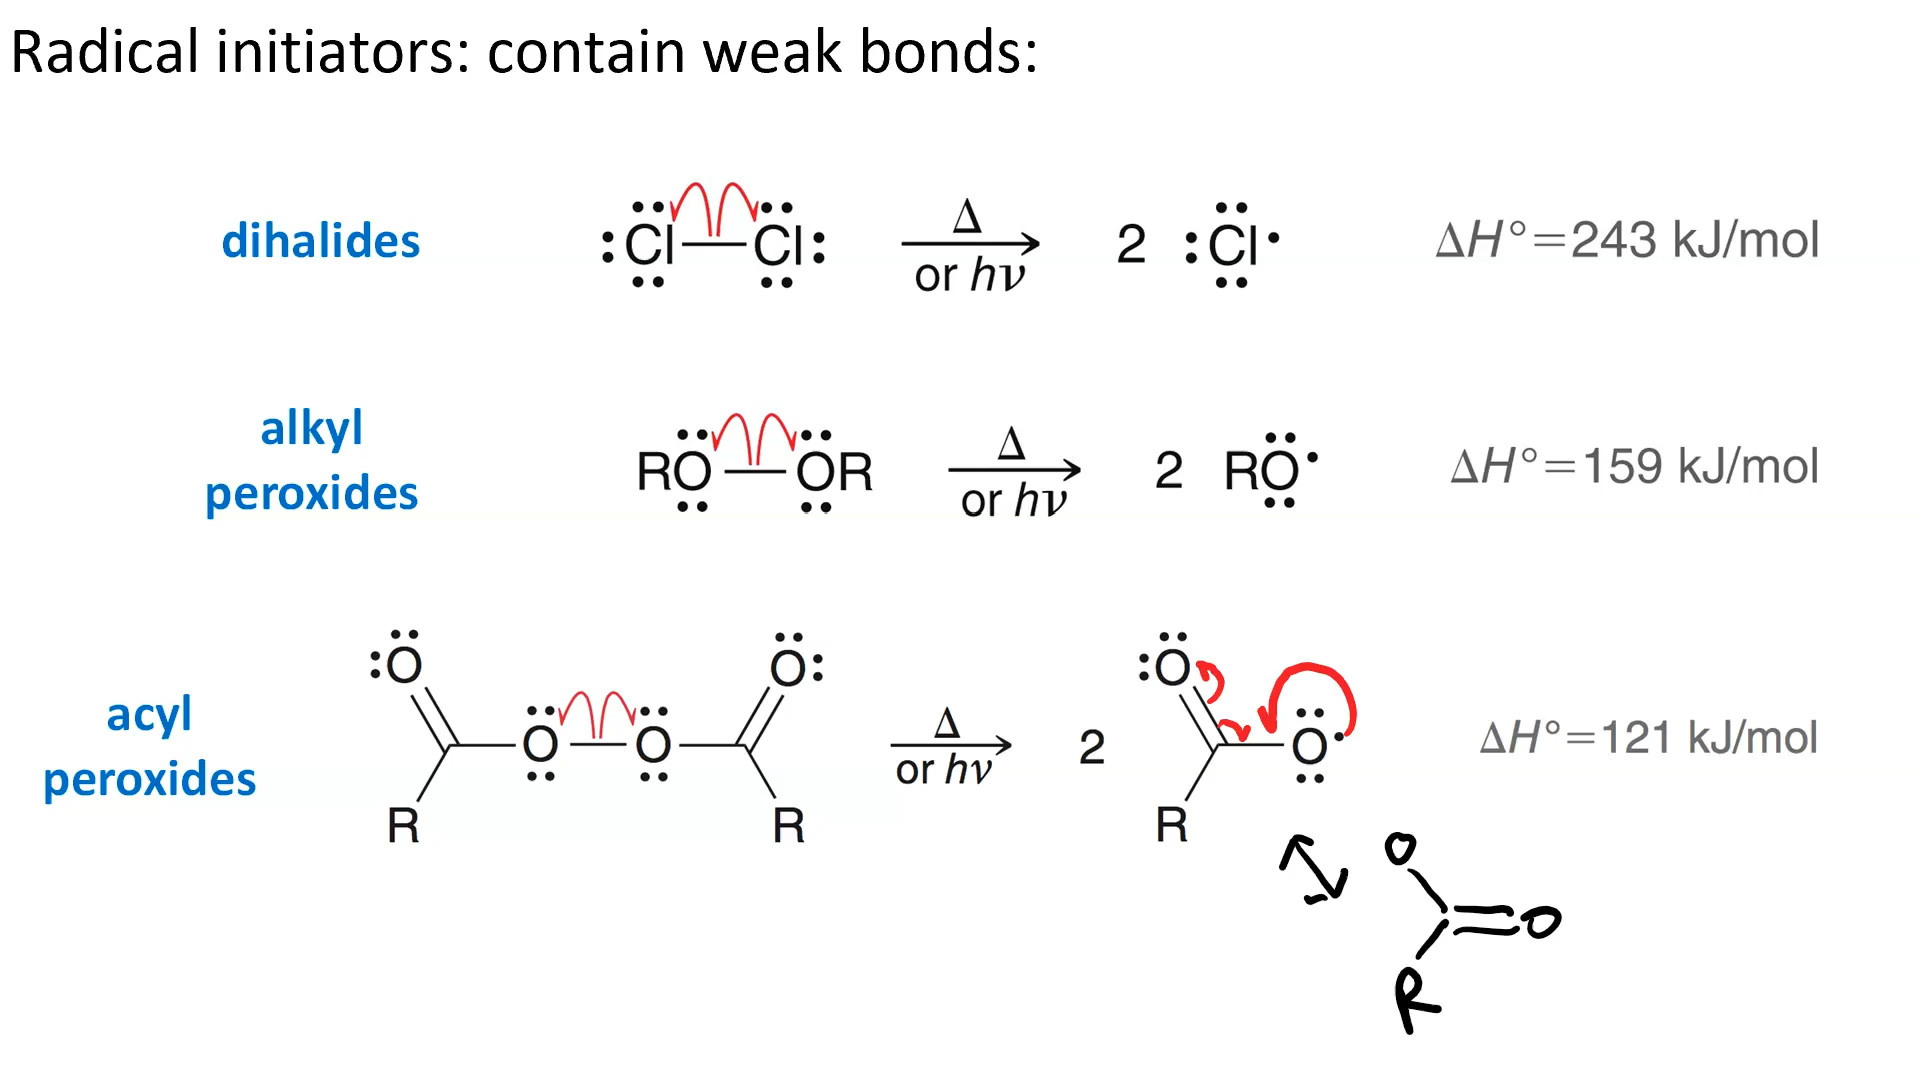 Radical initiators: contain weak bonds:
dihalides :Cl—Cl: Δ or hν 2 :Cl• ΔH°=243 kJ/mol
alkyl peroxides RO—OR Δ or hν 2 RO• ΔH°=159 kJ/mol
:O O:
acyl peroxides O—O Δ or hν 2 :O O• ΔH°=121 kJ/mol
R R R
O
O
R